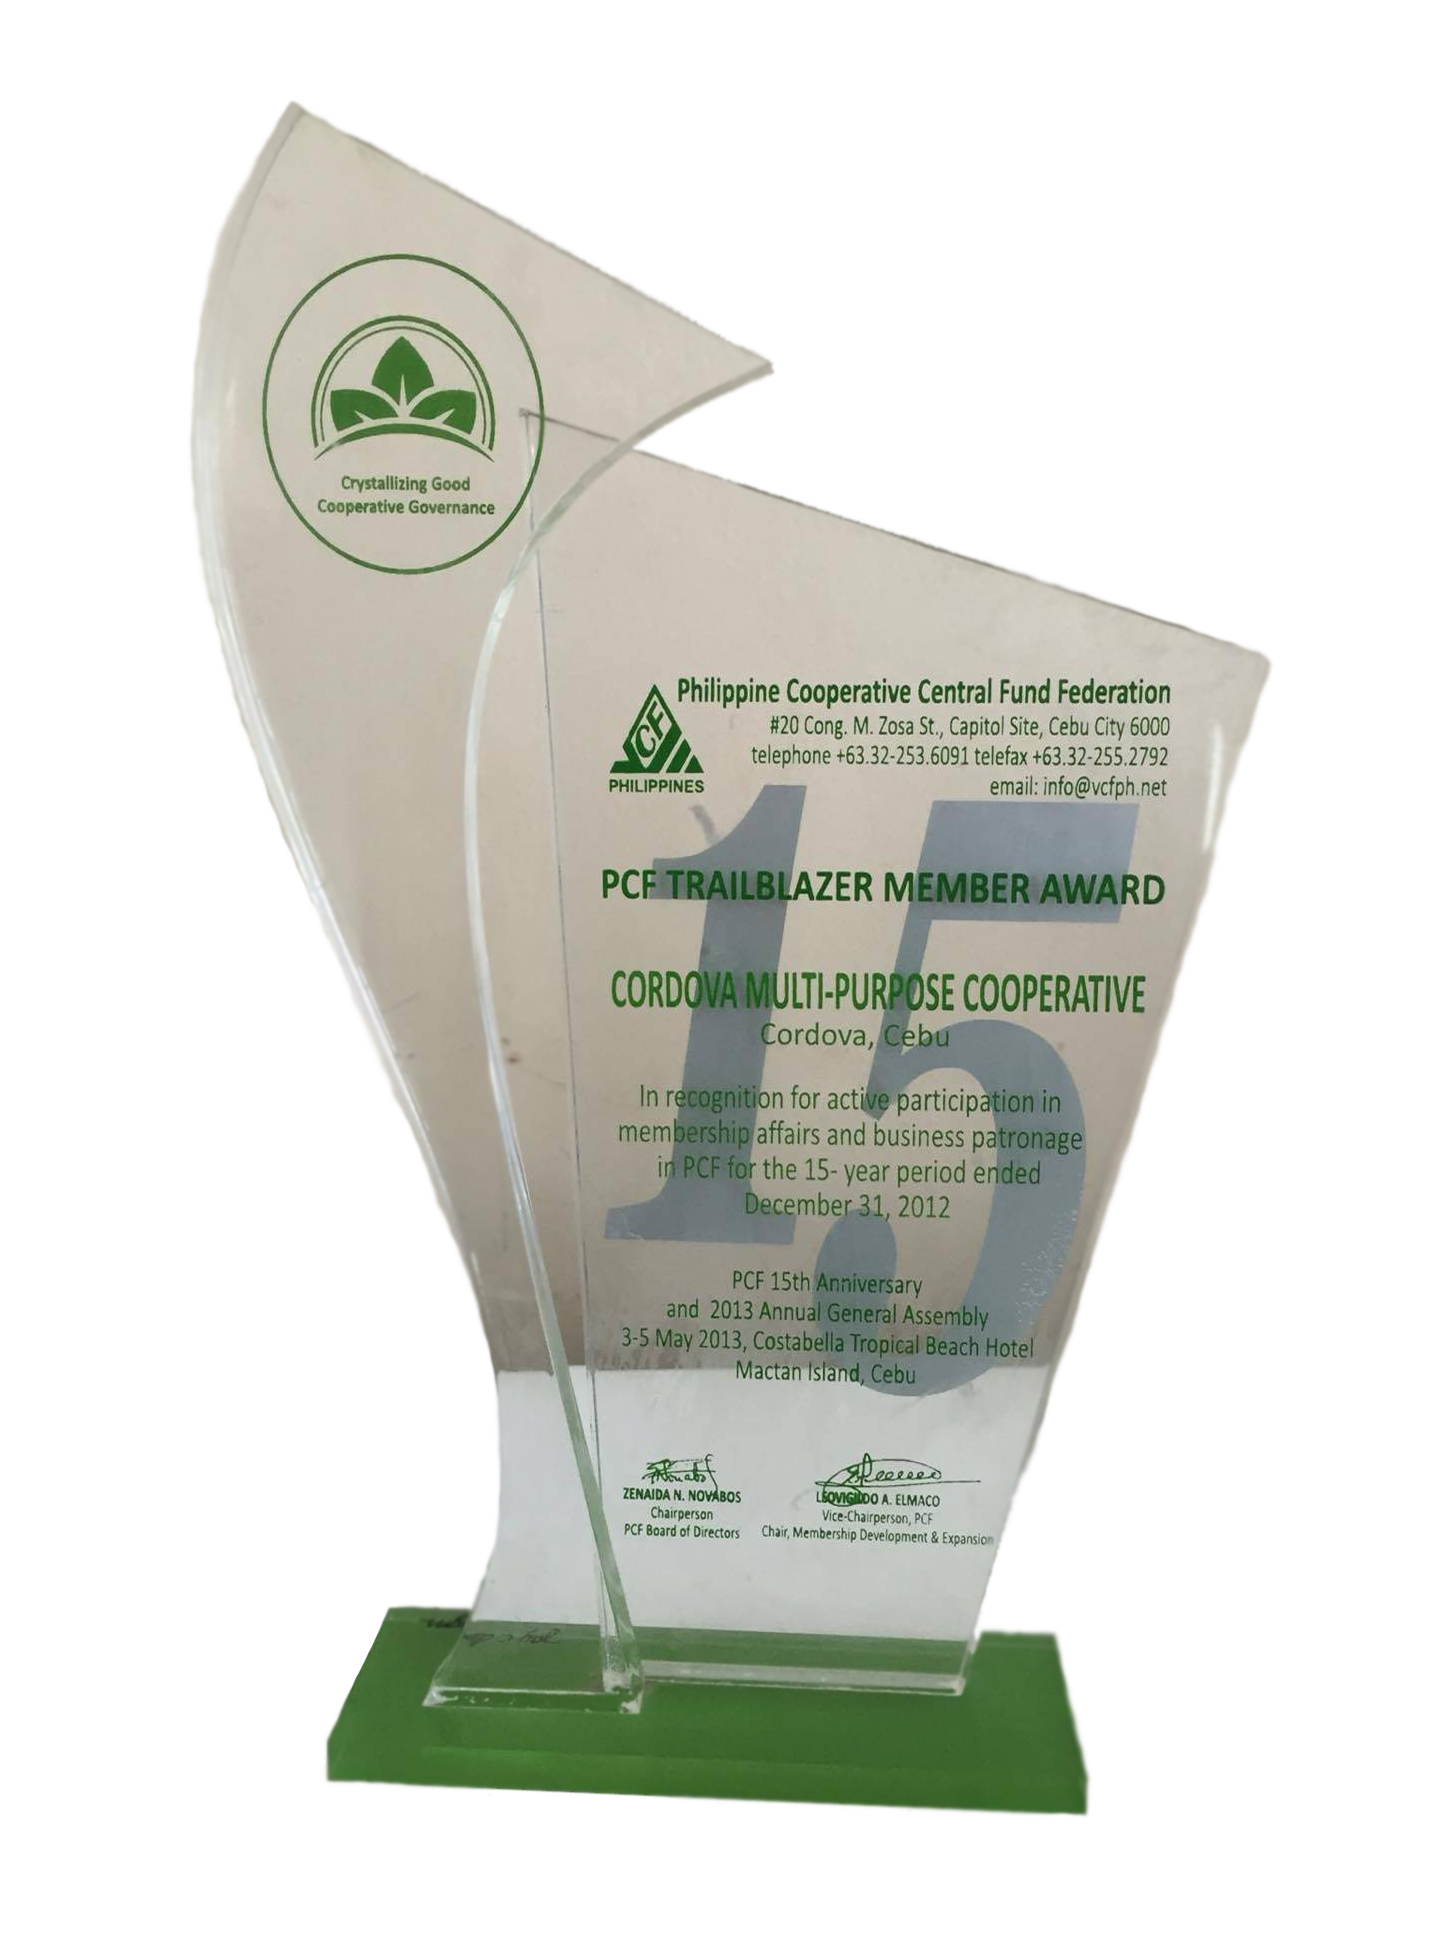 Crystallizing Good
Cooperative Governance
PCF
PHILIPPINES
Philippine Cooperative Central Fund Federation
#20 Cong. M. Zosa St., Capitol Site, Cebu City 6000
telephone +63.32-253.6091 telefax +63.32-255.2792
email: info@vcfph.net
15
PCF TRAILBLAZER MEMBER AWARD
CORDOVA MULTI-PURPOSE COOPERATIVE
Cordova, Cebu
In recognition for active participation in
membership affairs and business patronage
in PCF for the 15- year period ended
December 31, 2012
PCF 15th Anniversary
and 2013 Annual General Assembly
3-5 May 2013, Costabella Tropical Beach Hotel
Mactan Island, Cebu
ZENAIDA N. NOVABOS
Chairperson
PCF Board of Directors
LEOVIGILDO A. ELMACO
Vice-Chairperson, PCF
Chair, Membership Development & Expansion